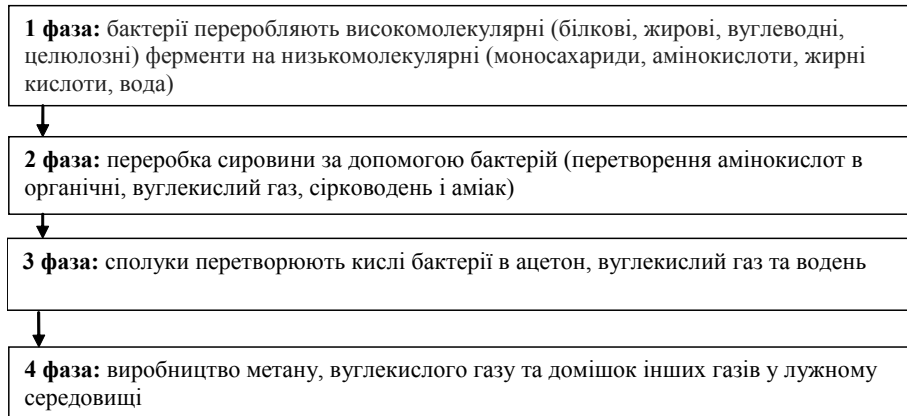 1 фаза: бактерії переробляють високомолекулярні (білкові, жирові, вуглеводні,
целюлозні) ферменти на низькомолекулярні (моносахариди, амінокислоти, жирні
кислоти, вода)
2 фаза: переробка сировини за допомогою бактерій (перетворення амінокислот в
органічні, вуглекислий газ, сірководень і аміак)
3 фаза: сполуки перетворюють кислі бактерії в ацетон, вуглекислий газ та водень
4 фаза: виробництво метану, вуглекислого газу та домішок інших газів у лужному
середовищі